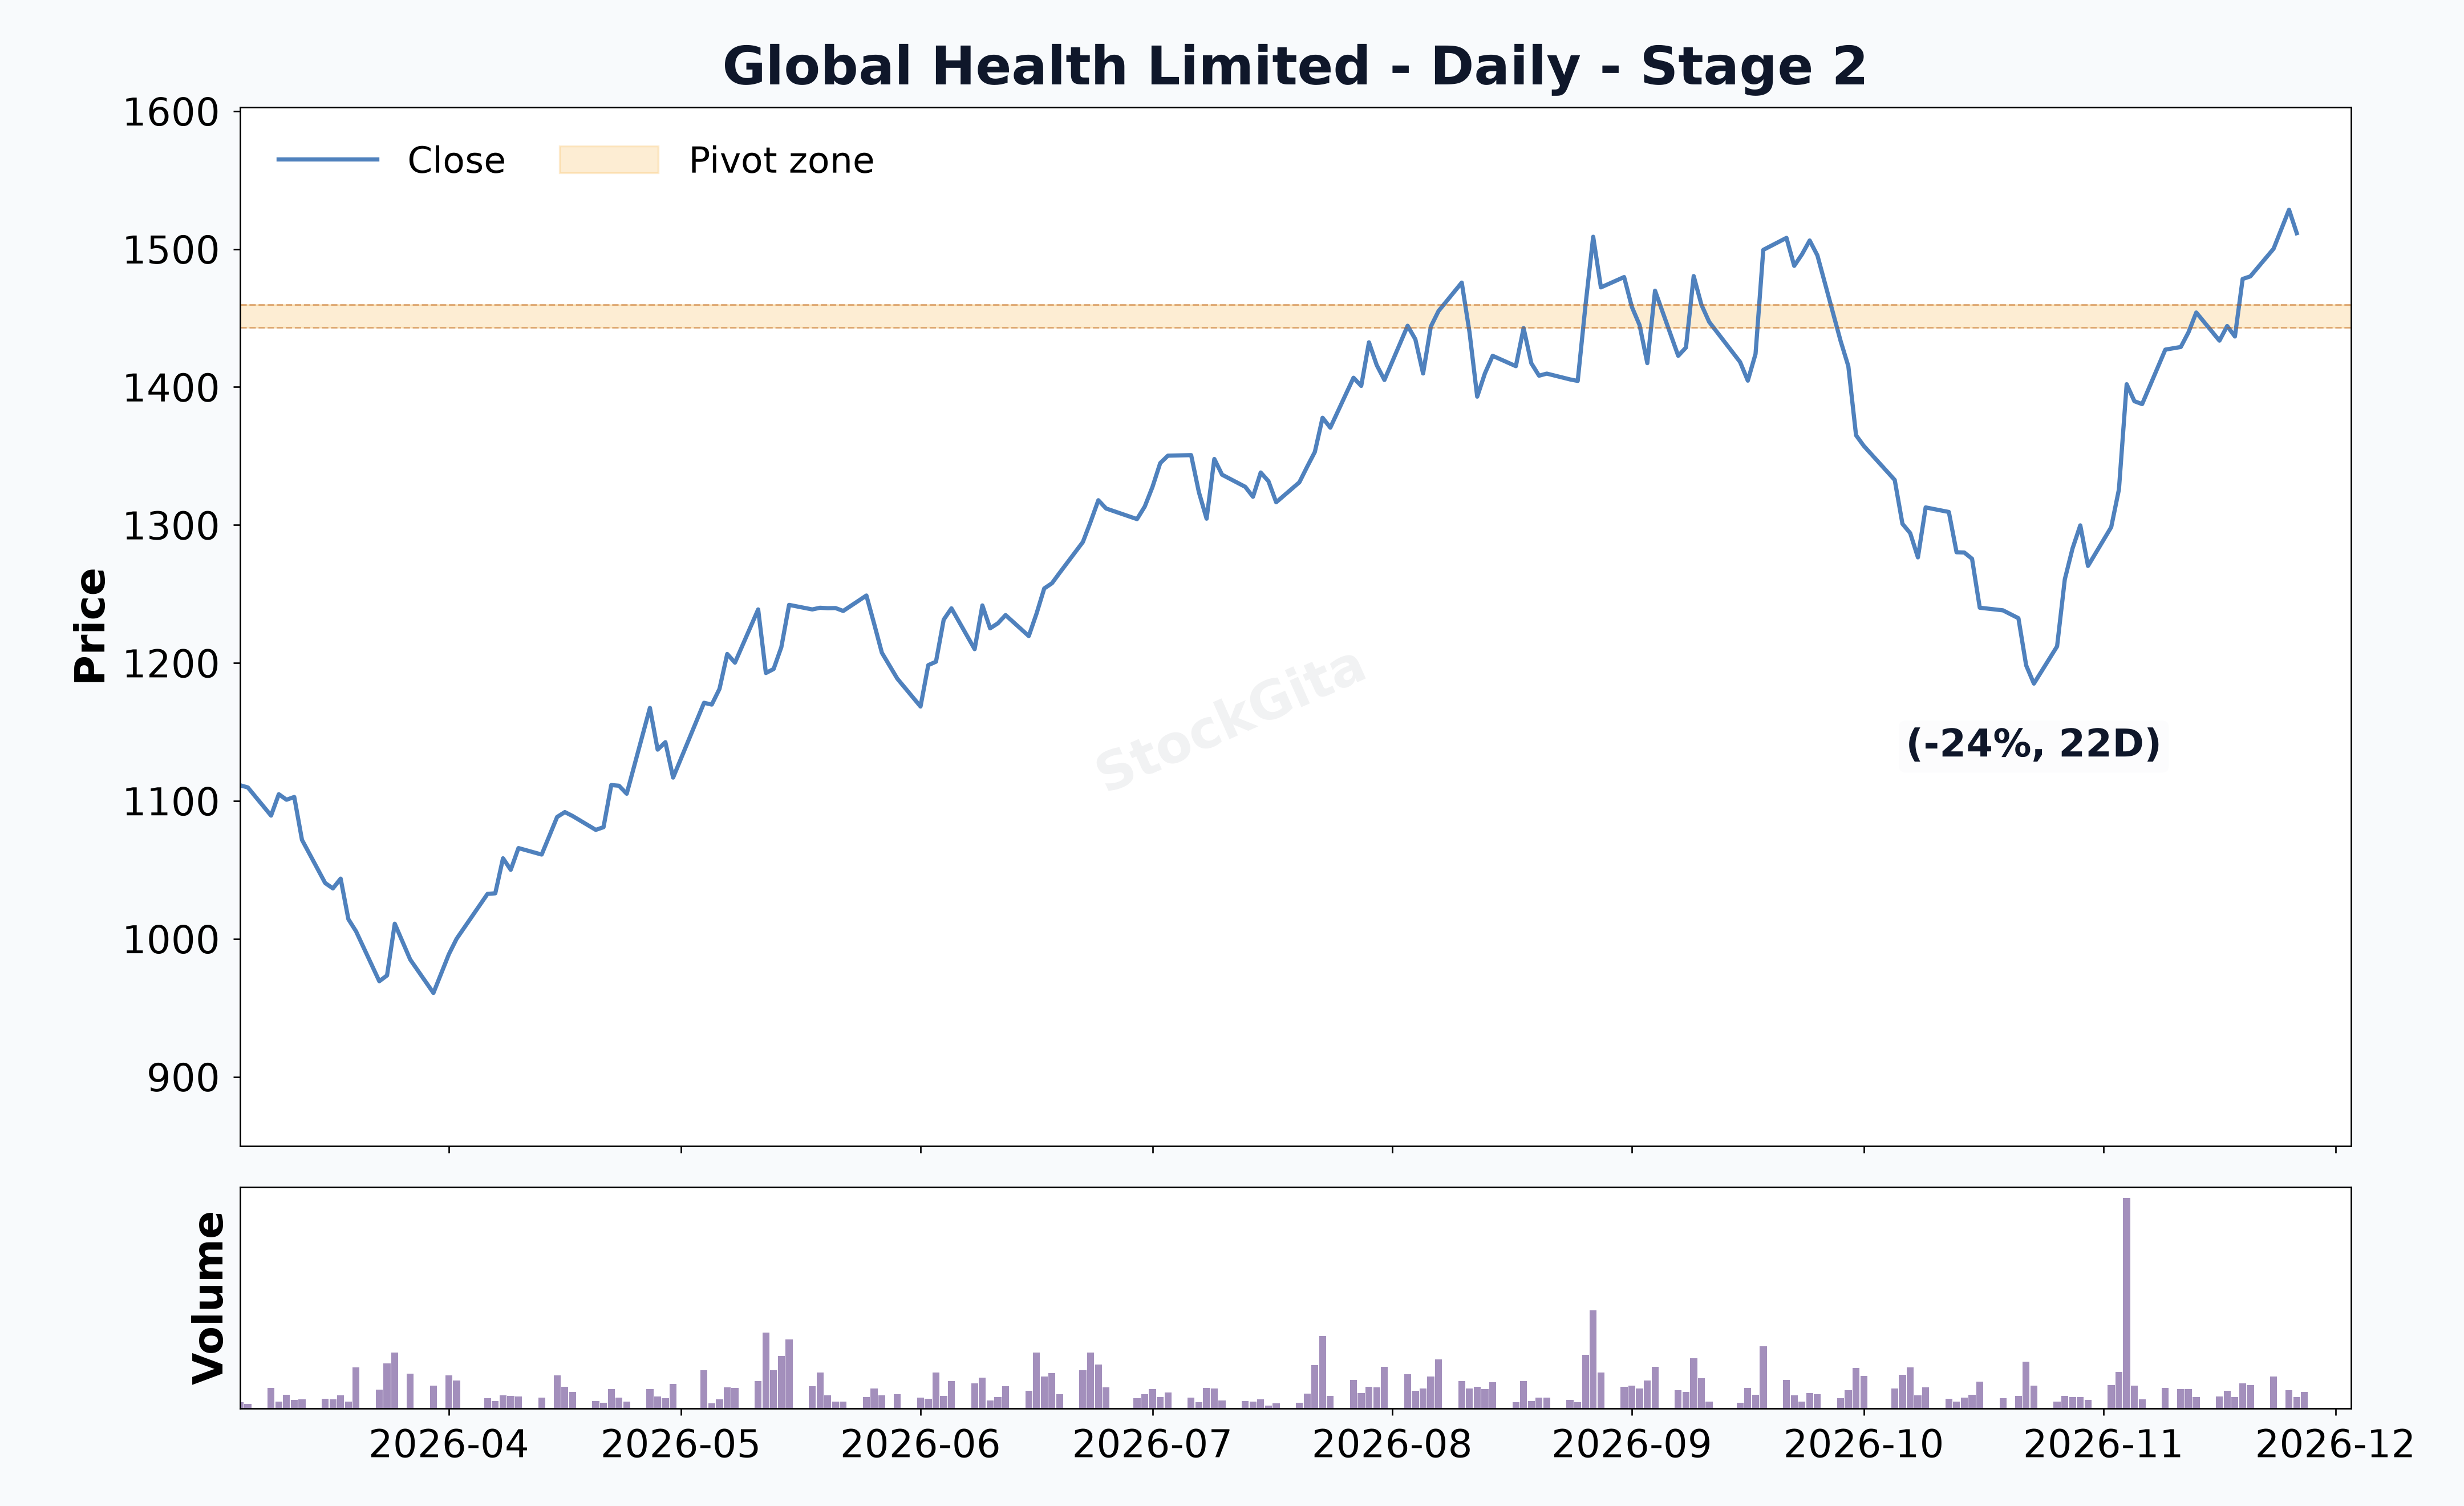 Global Health Limited - Daily - Stage 2
Close
Pivot zone
Price
1600
1500
1400
1300
1200
1100
1000
900
StockGita
(-24%, 22D)
Volume
2026-04
2026-05
2026-06
2026-07
2026-08
2026-09
2026-10
2026-11
2026-12